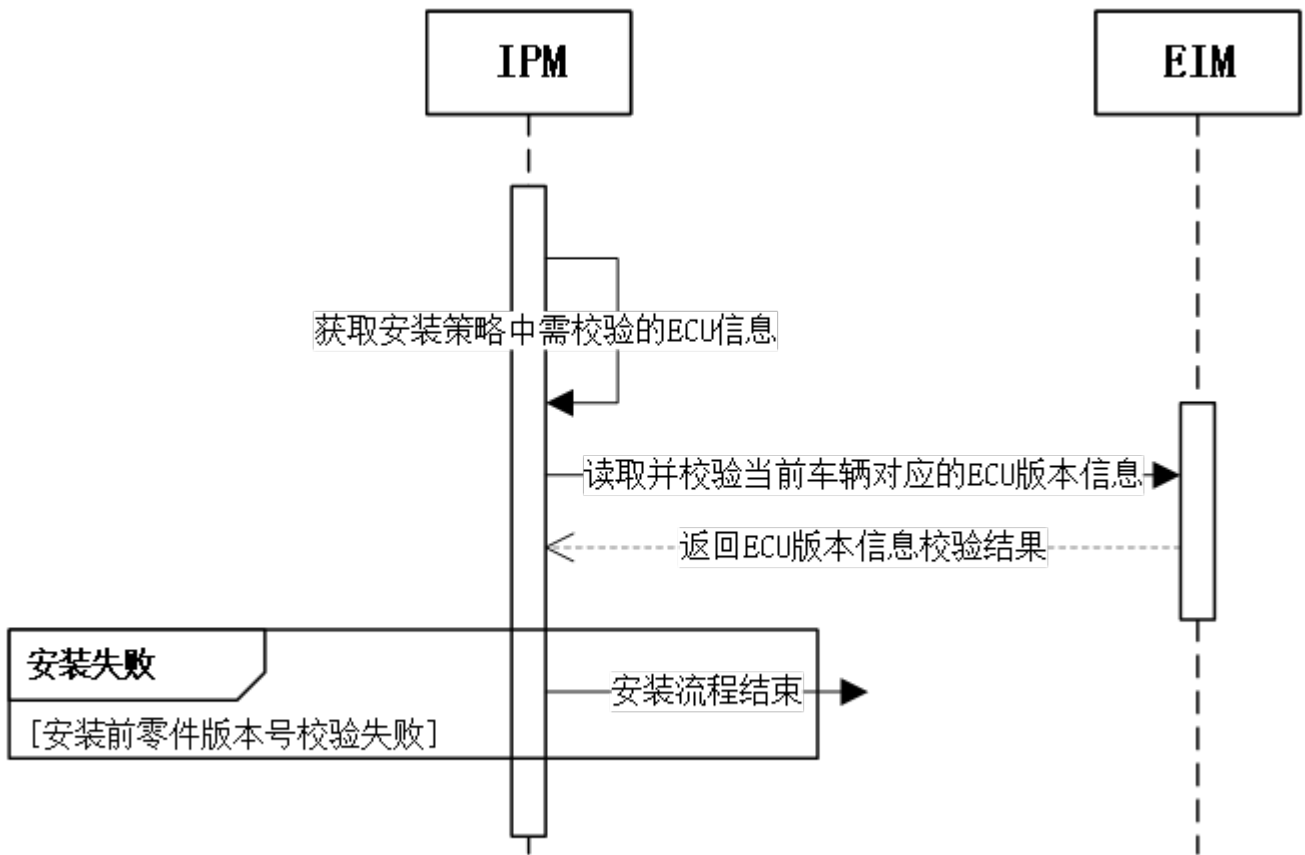 IPM
EIM
获取安装策略中需校验的ECU信息
读取并校验当前车辆对应的ECU版本信息
返回ECU版本信息校验结果
安装失败
安装流程结束
[安装前零件版本号校验失败]